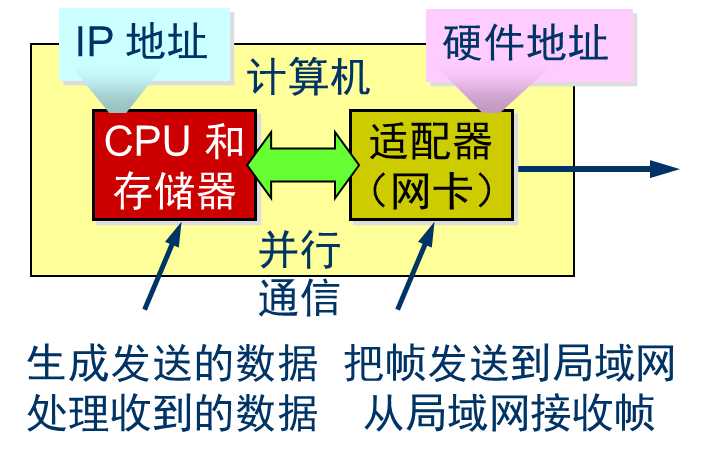 IP 地址
硬件地址
计算机
CPU 和
存储器
适配器
（网卡）
并行
通信
生成发送的数据
处理收到的数据
把帧发送到局域网
从局域网接收帧